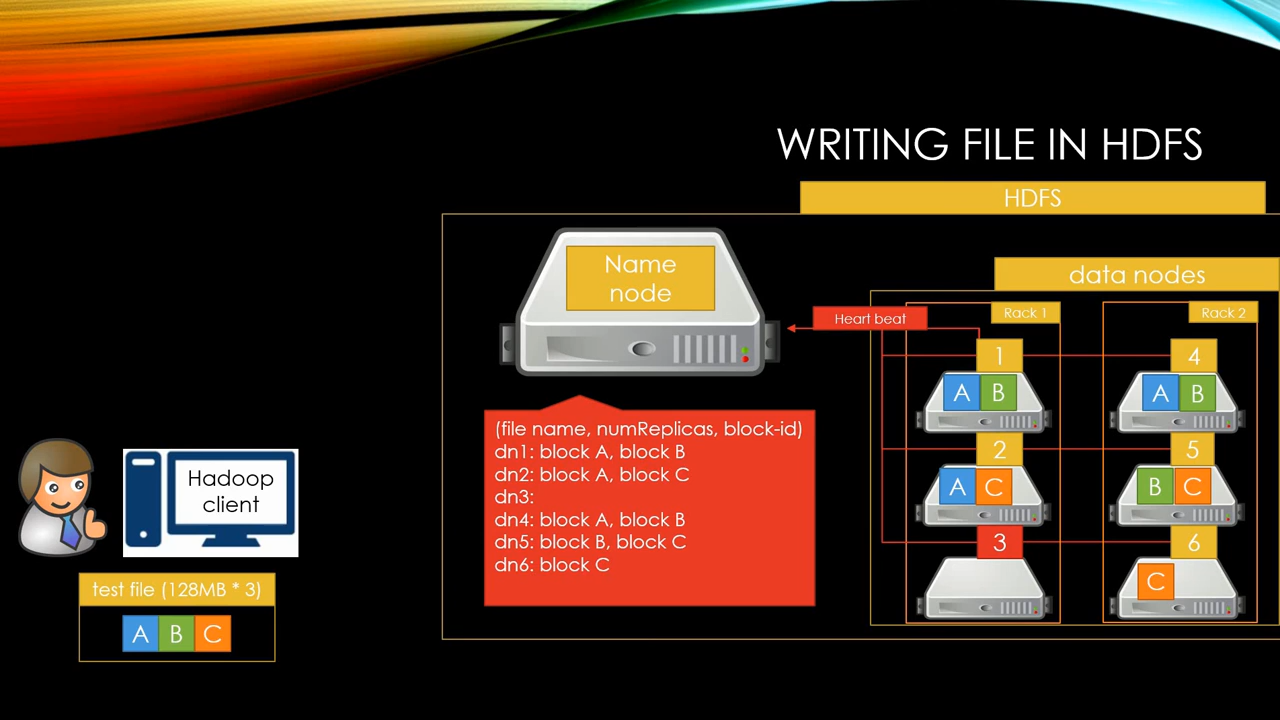 WRITING FILE IN HDFS
HDFS
Name
node
data nodes
Heart beat
Rack 1
Rack 2
1
4
A B
A B
2
5
A C
B C
3
6
C
(file name, numReplicas, block-id)
dn1: block A, block B
dn2: block A, block C
dn3:
dn4: block A, block B
dn5: block B, block C
dn6: block C
Hadoop
client
test file (128MB * 3)
A B C